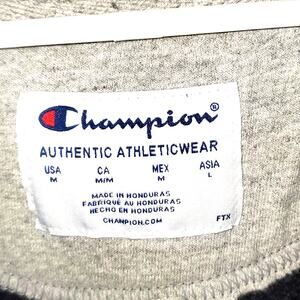 Champion
AUTHENTIC ATHLETICWEAR
USA CA MEX ASIA
M M/M M L
MADE IN HONDURAS
FABRIQUÉ AU HONDURAS
HECHO EN HONDURAS
CHAMPION.COM
FTX